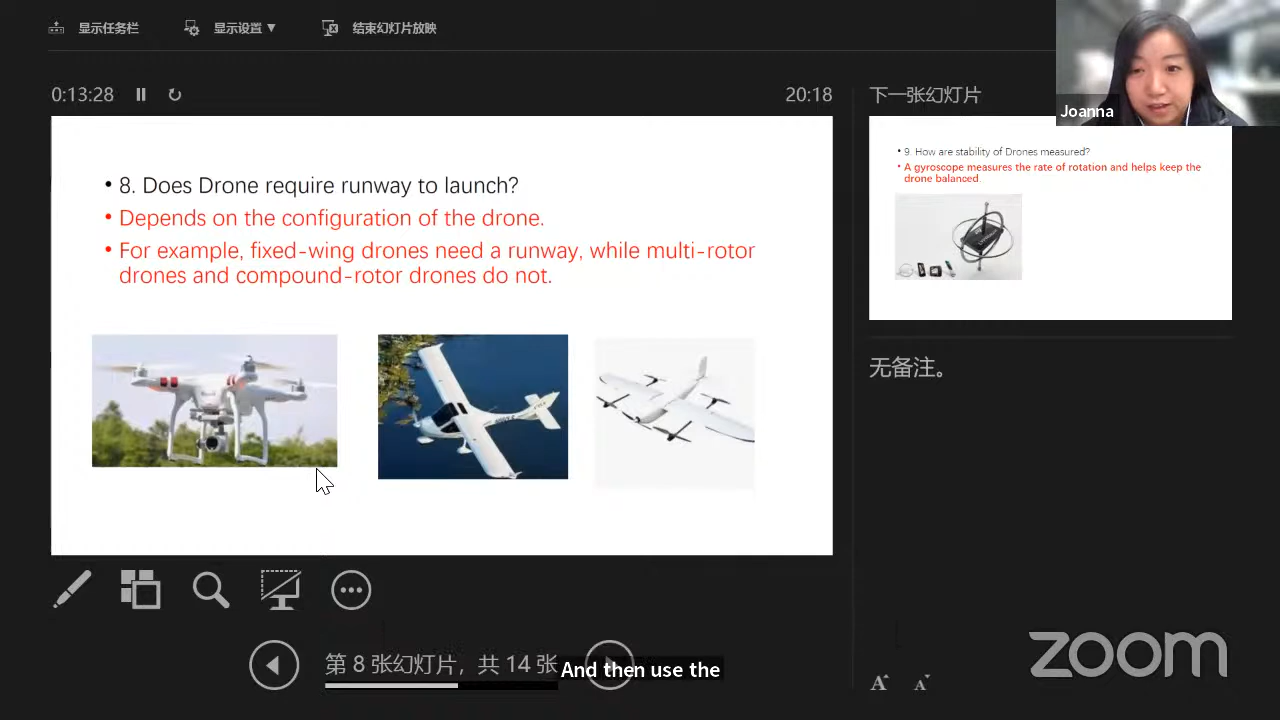 显示任务栏 显示设置 ▼ 结束幻灯片放映
0:13:28 20:18
下一张幻灯片
Joanna
• 8. Does Drone require runway to launch?
• Depends on the configuration of the drone.
• For example, fixed-wing drones need a runway, while multi-rotor
drones and compound-rotor drones do not.
• 9. How are stability of Drones measured?
• A gyroscope measures the rate of rotation and helps keep the
drone balanced.
无备注。
第 8 张幻灯片，共 14 张
And then use the
zoom
A A